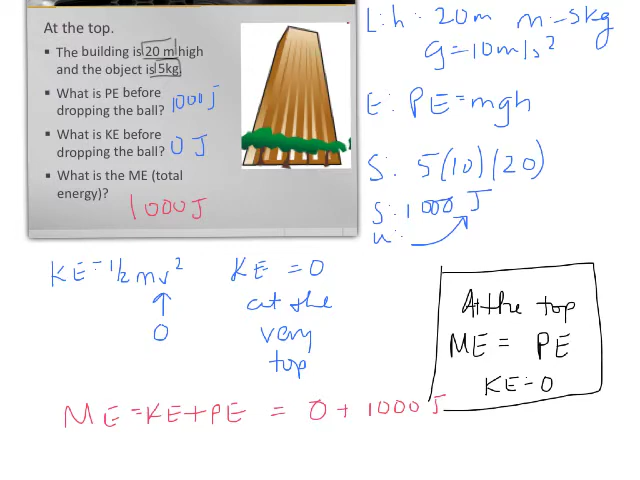 At the top.
▪ The building is 20 m high
and the object is 5kg.
▪ What is PE before
dropping the ball? 1000 J
▪ What is KE before
dropping the ball? 0 J
▪ What is the ME (total
energy)? 1000 J
L: h: 20m m = 5kg
g = 10m/s²
E: PE = mgh
S: 5(10)(20)
S: 1000 J
u:
KE = 1/2 mv²
0
KE = 0
at the
very
top
At the top
ME = PE
KE = 0
ME = KE + PE = 0 + 1000 J